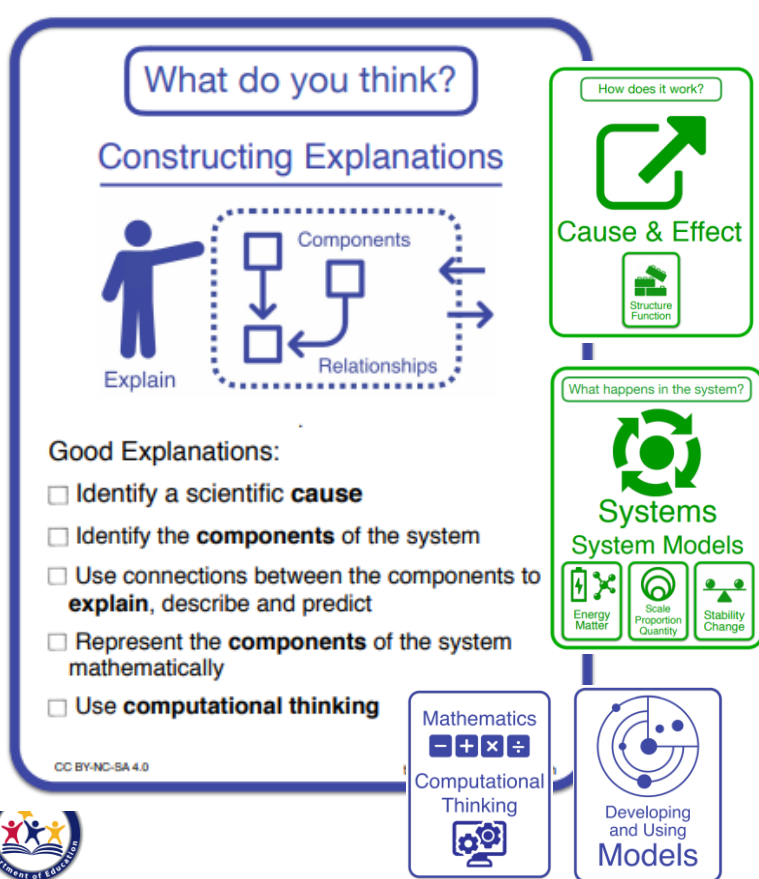 What do you think?
Constructing Explanations
Components
Relationships
Explain
Good Explanations:
Identify a scientific cause
Identify the components of the system
Use connections between the components to
explain, describe and predict
Represent the components of the system
mathematically
Use computational thinking
CC BY-NC-SA 4.0
How does it work?
Cause & Effect
Structure
Function
What happens in the system?
Systems
System Models
Energy
Matter
Scale
Proportion
Quantity
Stability
Change
Mathematics
− + × ÷
Computational
Thinking
Developing
and Using
Models
rtment of Education